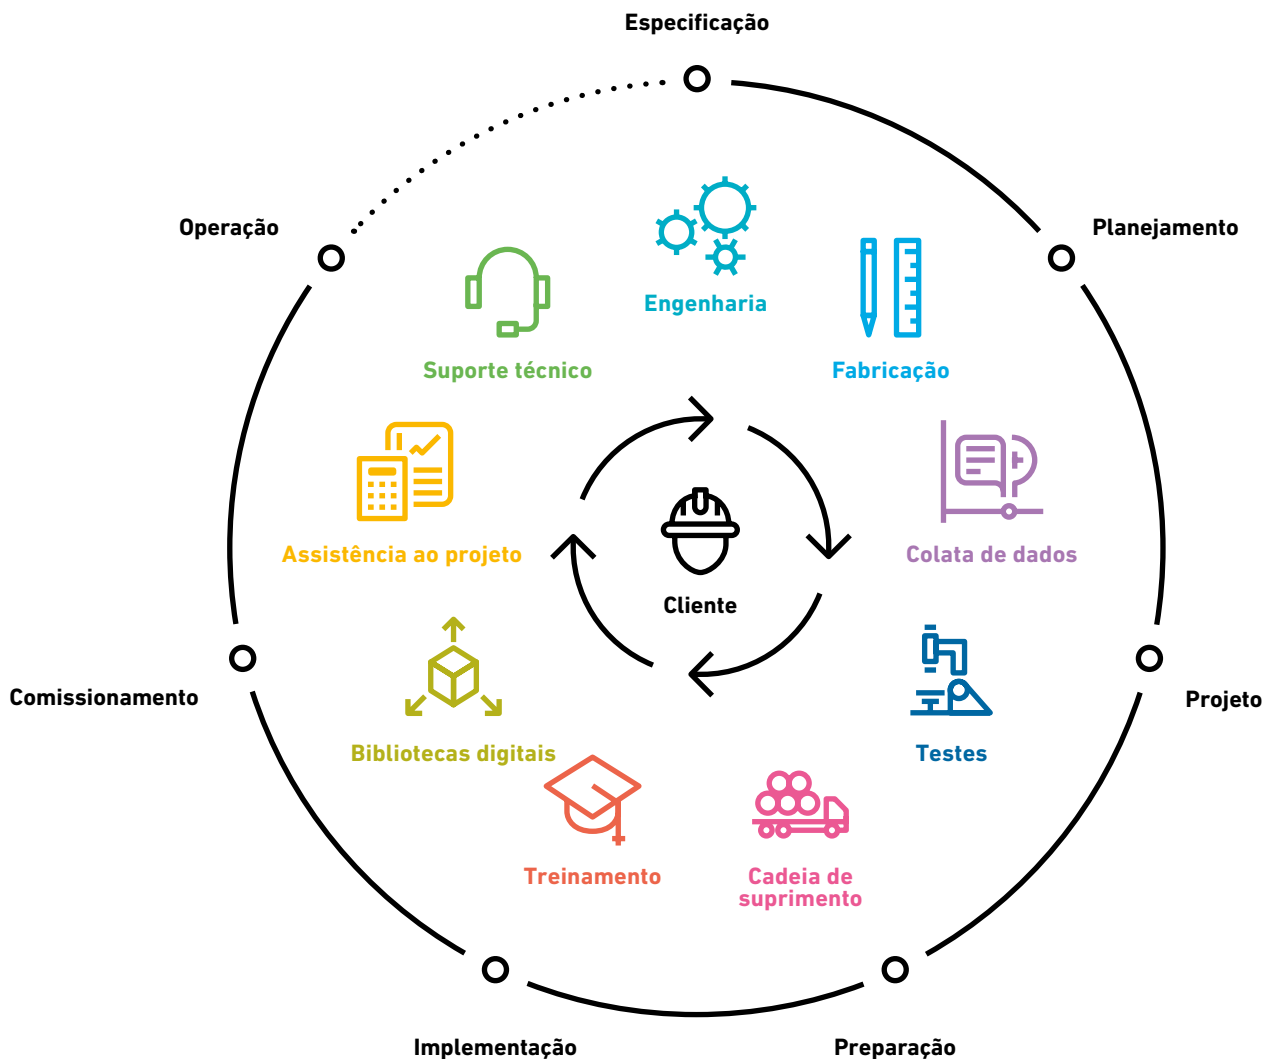 Especificação
Operação
Planejamento
Engenharia
Suporte técnico
Fabricação
Assistência ao projeto
Colata de dados
Cliente
Comissionamento
Projeto
Bibliotecas digitais
Testes
Treinamento
Cadeia de
suprimento
Implementação
Preparação